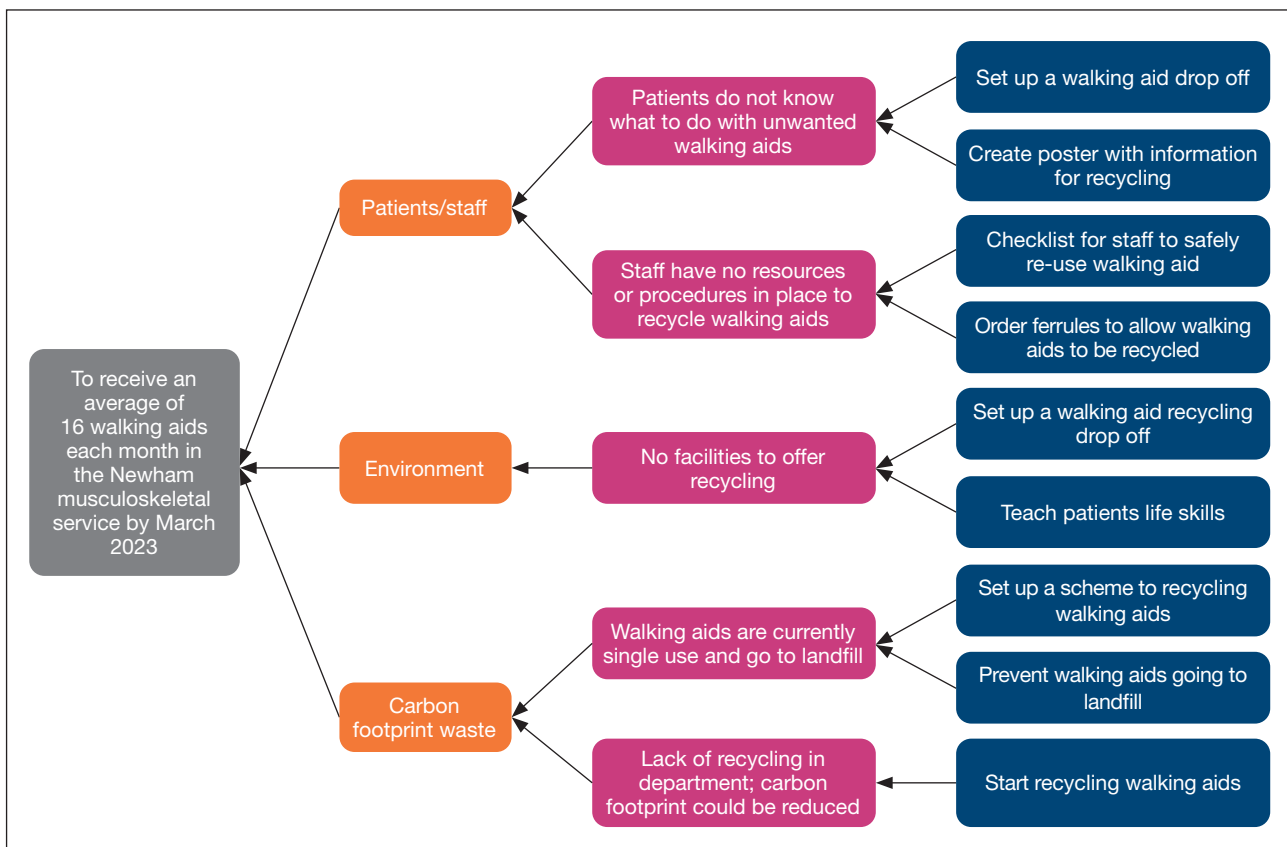 To receive an
average of
16 walking aids
each month in
the Newham
musculoskeletal
service by March
2023
Patients/staff
Environment
Carbon
footprint waste
Patients do not know
what to do with unwanted
walking aids
Staff have no resources
or procedures in place to
recycle walking aids
No facilities to offer
recycling
Walking aids are currently
single use and go to landfill
Lack of recycling in
department; carbon
footprint could be reduced
Set up a walking aid drop off
Create poster with information
for recycling
Checklist for staff to safely
re-use walking aid
Order ferrules to allow walking
aids to be recycled
Set up a walking aid recycling
drop off
Teach patients life skills
Set up a scheme to recycling
walking aids
Prevent walking aids going to
landfill
Start recycling walking aids